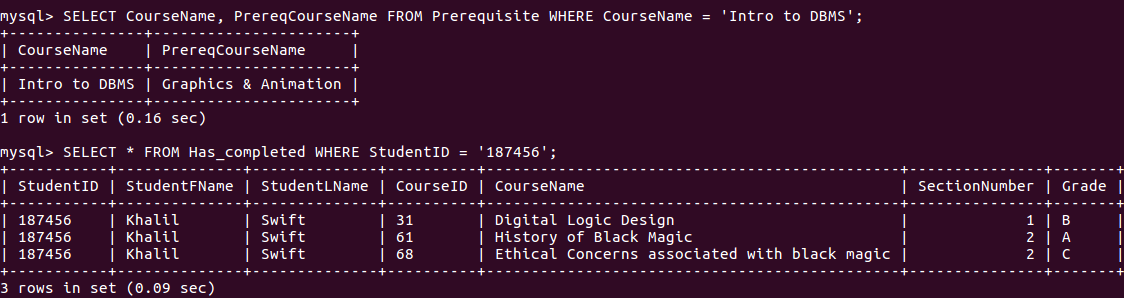 mysql> SELECT CourseName, PrereqCourseName FROM Prerequisite WHERE CourseName = 'Intro to DBMS';
+---------------+----------------------+
| CourseName    | PrereqCourseName     |
+---------------+----------------------+
| Intro to DBMS | Graphics & Animation |
+---------------+----------------------+
1 row in set (0.16 sec)

mysql> SELECT * FROM Has_completed WHERE StudentID = '187456';
+-----------+--------------+--------------+----------+----------------------------------------------+---------------+-------+
| StudentID | StudentFName | StudentLName | CourseID | CourseName                                   | SectionNumber | Grade |
+-----------+--------------+--------------+----------+----------------------------------------------+---------------+-------+
| 187456    | Khalil       | Swift        | 31       | Digital Logic Design                         |             1 | B     |
| 187456    | Khalil       | Swift        | 61       | History of Black Magic                       |             2 | A     |
| 187456    | Khalil       | Swift        | 68       | Ethical Concerns associated with black magic |             2 | C     |
+-----------+--------------+--------------+----------+----------------------------------------------+---------------+-------+
3 rows in set (0.09 sec)